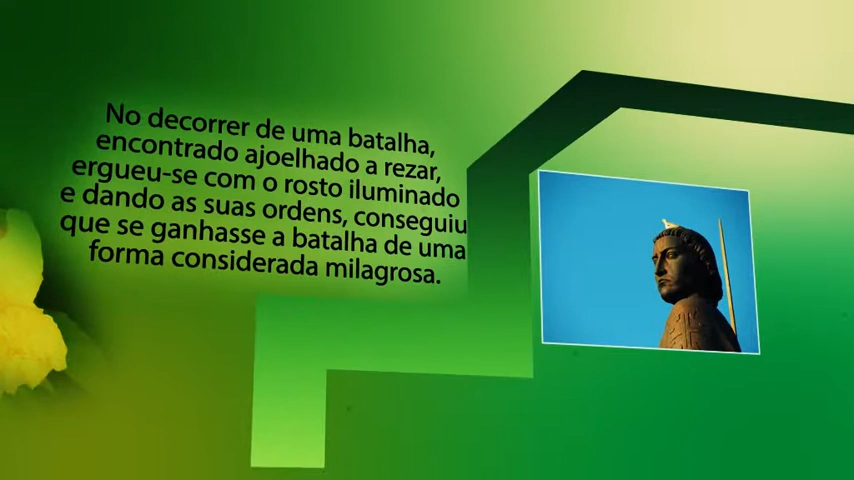 No decorrer de uma batalha,
encontrado ajoelhado a rezar,
ergueu-se com o rosto iluminado
e dando as suas ordens, conseguiu
que se ganhasse a batalha de uma
forma considerada milagrosa.